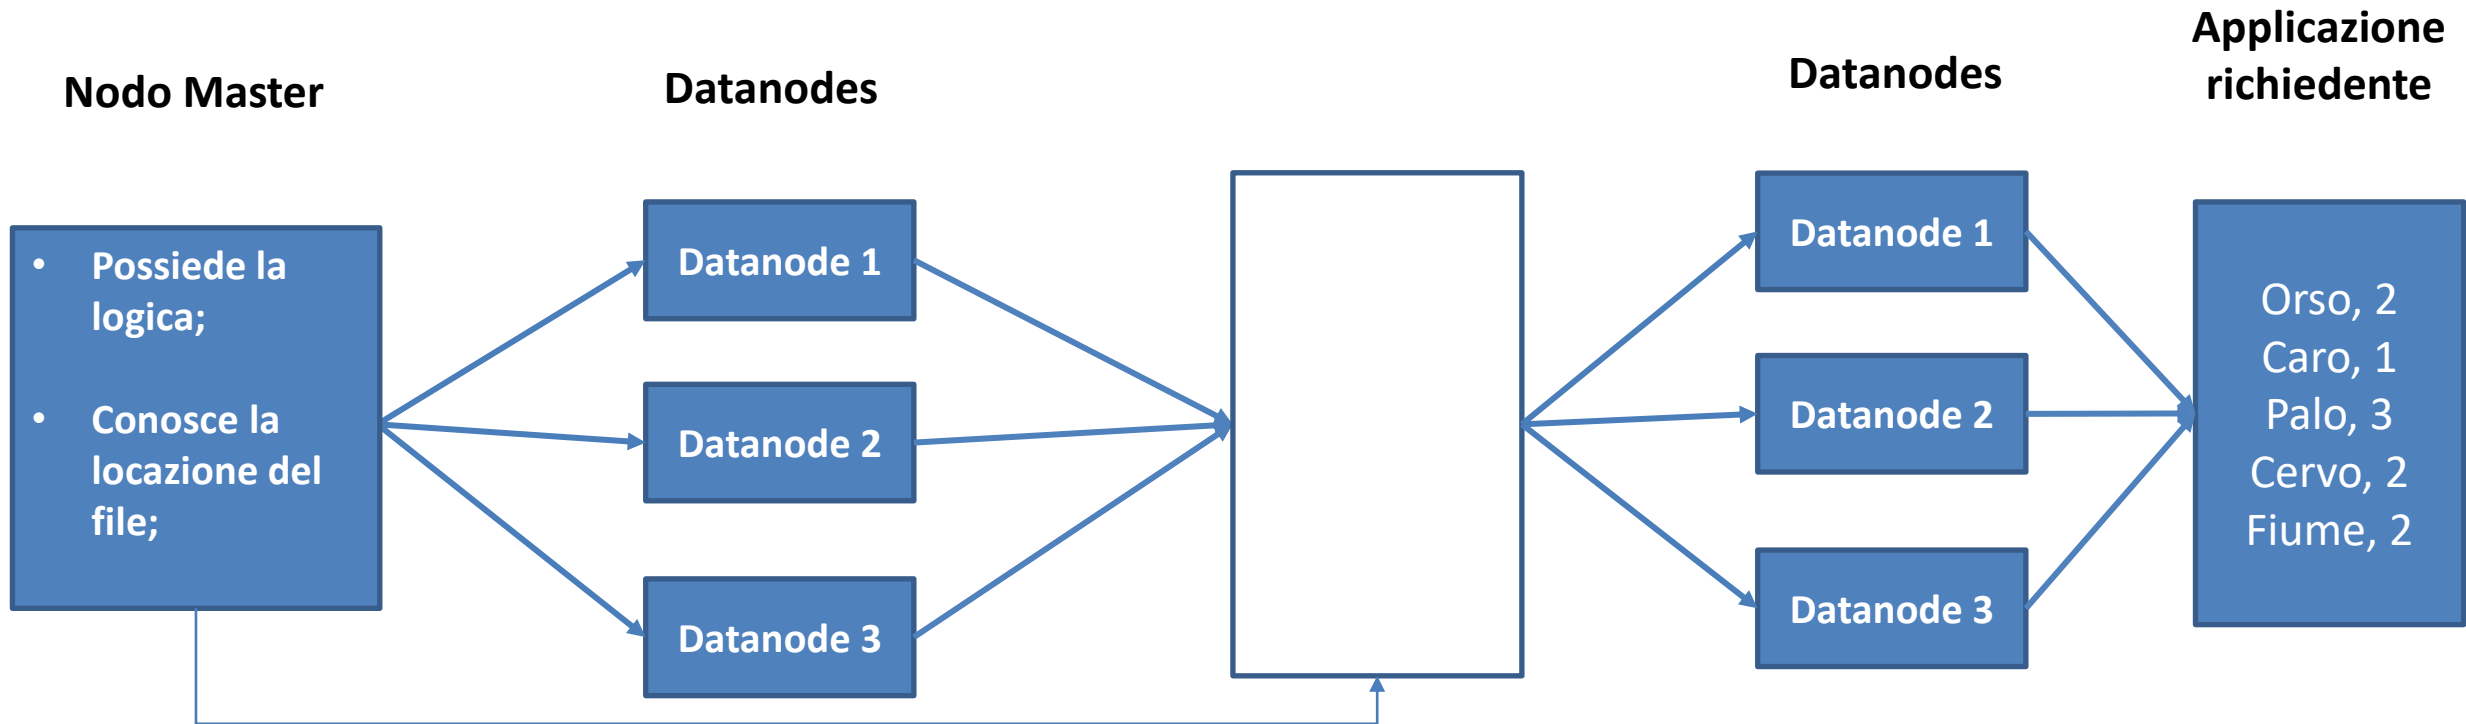 Nodo Master
Datanodes
Datanodes
Applicazione
richiedente
• Possiede la
logica;
• Conosce la
locazione del
file;
Datanode 1
Datanode 2
Datanode 3
Datanode 1
Datanode 2
Datanode 3
Orso, 2
Caro, 1
Palo, 3
Cervo, 2
Fiume, 2